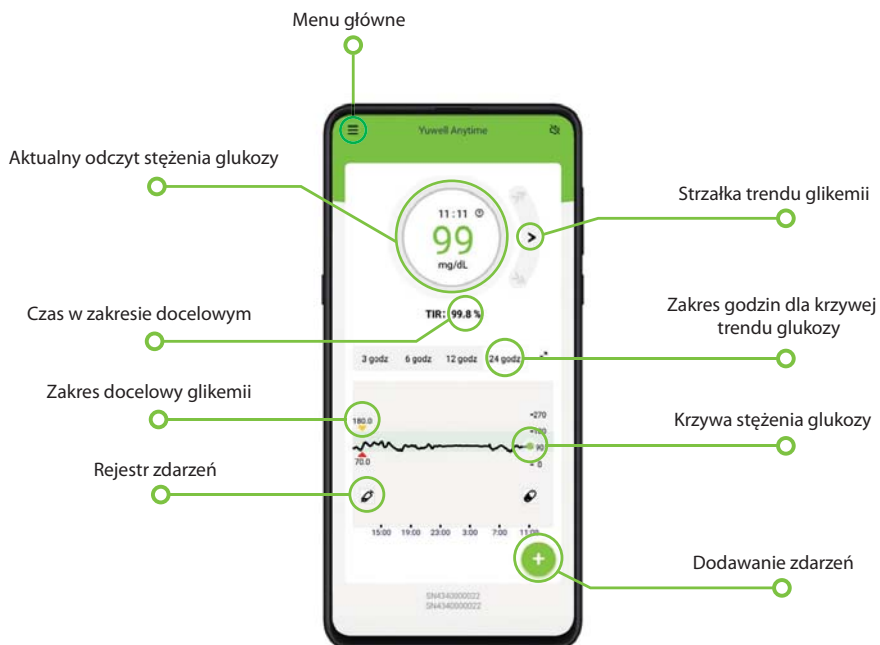 Menu główne
Yuwell Anytime
Aktualny odczyt stężenia glukozy
Strzałka trendu glikemii
11:11
99
mg/dL
Czas w zakresie docelowym
TIR: 99.8 %
Zakres godzin dla krzywej
trendu glukozy
3 godz 6 godz 12 godz 24 godz
Zakres docelowy glikemii
180.0
270
180
90
0
Krzywa stężenia glukozy
70.0
Rejestr zdarzeń
15:00 19:00 23:00 3:00 7:00 11:00
+
Dodawanie zdarzeń
SN4340000022
SN4340000022